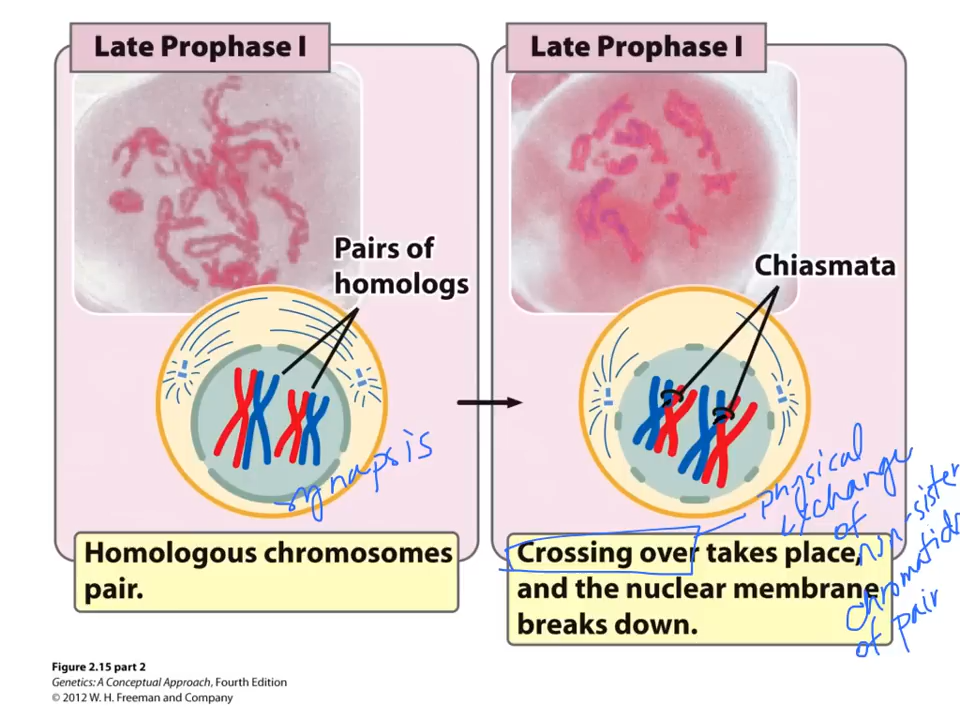 Late Prophase I
Pairs of
homologs
synapsis
Homologous chromosomes
pair.
Late Prophase I
Chiasmata
Crossing over takes place,
and the nuclear membrane
breaks down.
physical
exchange
of
non-sister
chromatids
of pair
Figure 2.15 part 2
Genetics: A Conceptual Approach, Fourth Edition
© 2012 W. H. Freeman and Company